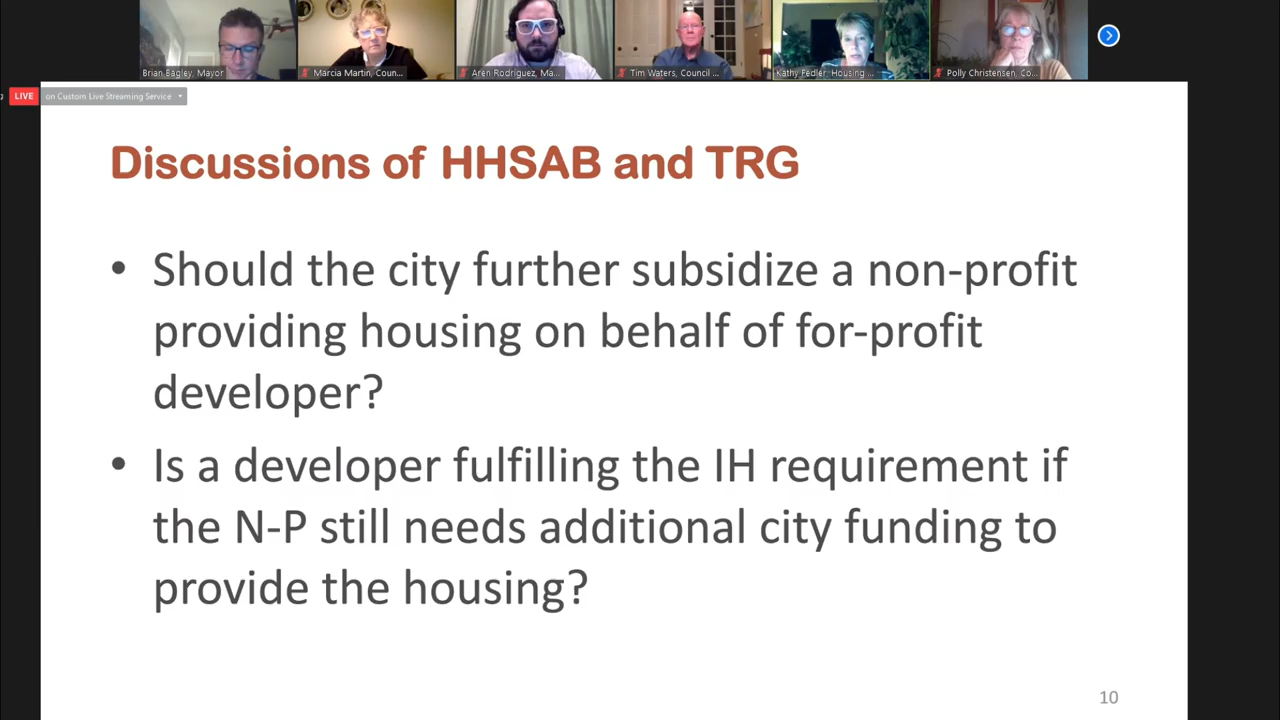 Brian Bagley, Mayor
Marcia Martin, Coun...
Aren Rodriguez, Ma...
Tim Waters, Council ...
Kathy Fedler, Housing ...
Polly Christensen, Co...
LIVE on Custom Live Streaming Service
Discussions of HHSAB and TRG
• Should the city further subsidize a non-profit
providing housing on behalf of for-profit
developer?
• Is a developer fulfilling the IH requirement if
the N-P still needs additional city funding to
provide the housing?
10